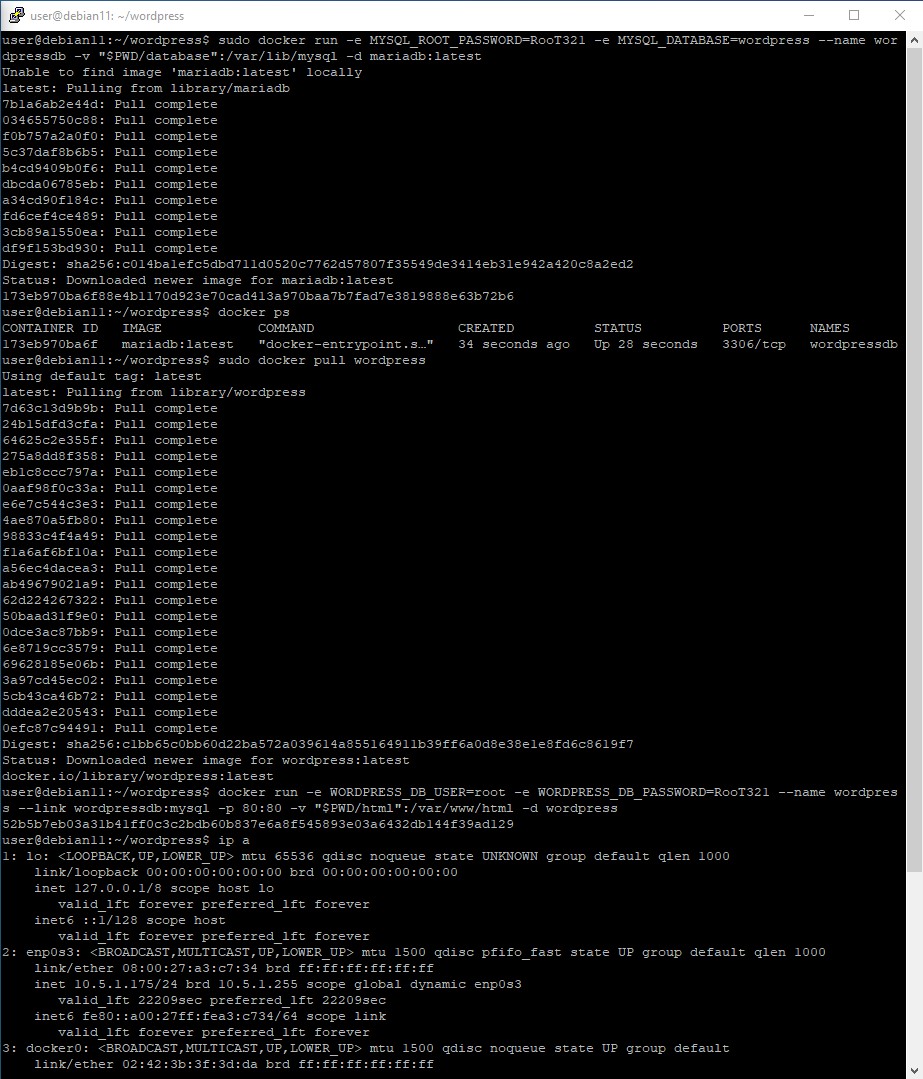 user@debian11: ~/wordpress
user@debian11:~/wordpress$ sudo docker run -e MYSQL_ROOT_PASSWORD=RooT321 -e MYSQL_DATABASE=wordpress --name wor
dpressdb -v "$PWD/database":/var/lib/mysql -d mariadb:latest
Unable to find image 'mariadb:latest' locally
latest: Pulling from library/mariadb
7b1a6ab2e44d: Pull complete
034655750c88: Pull complete
f0b757a2a0f0: Pull complete
5c37daf8b6b5: Pull complete
b4cd9409b0f6: Pull complete
dbcda06785eb: Pull complete
a34cd90f184c: Pull complete
fd6cef4ce489: Pull complete
3cb89a1550ea: Pull complete
df9f153bd930: Pull complete
Digest: sha256:c014ba1efc5dbd711d0520c7762d57807f35549de3414eb31e942a420c8a2ed2
Status: Downloaded newer image for mariadb:latest
173eb970ba6f88e4b1170d923e70cad413a970baa7b7fad7e3819888e63b72b6
user@debian11:~/wordpress$ docker ps
CONTAINER ID   IMAGE            COMMAND                  CREATED          STATUS          PORTS      NAMES
173eb970ba6f   mariadb:latest   "docker-entrypoint.s…"   34 seconds ago   Up 28 seconds   3306/tcp   wordpressdb
user@debian11:~/wordpress$ sudo docker pull wordpress
Using default tag: latest
latest: Pulling from library/wordpress
7d63c13d9b9b: Pull complete
24b15dfd3cfa: Pull complete
64625c2e355f: Pull complete
275a8dd8f358: Pull complete
eb1c8ccc797a: Pull complete
0aaf98f0c33a: Pull complete
e6e7c544c3e3: Pull complete
4ae870a5fb80: Pull complete
98833c4f4a49: Pull complete
f1a6af6bf10a: Pull complete
a56ec4dacea3: Pull complete
ab49679021a9: Pull complete
62d224267322: Pull complete
50baad31f9e0: Pull complete
0dce3ac87bb9: Pull complete
6e8719cc3579: Pull complete
69628185e06b: Pull complete
3a97cd45ec02: Pull complete
5cb43ca46b72: Pull complete
dddea2e20543: Pull complete
0efc87c94491: Pull complete
Digest: sha256:c1bb65c0bb60d22ba572a039614a855164911b39ff6a0d8e38e1e8fd6c8619f7
Status: Downloaded newer image for wordpress:latest
docker.io/library/wordpress:latest
user@debian11:~/wordpress$ docker run -e WORDPRESS_DB_USER=root -e WORDPRESS_DB_PASSWORD=RooT321 --name wordpres
s --link wordpressdb:mysql -p 80:80 -v "$PWD/html":/var/www/html -d wordpress
52b5b7eb03a31b41ff0c3c2bdb60b837e6a8f545893e03a6432db144f39ad129
user@debian11:~/wordpress$ ip a
1: lo: <LOOPBACK,UP,LOWER_UP> mtu 65536 qdisc noqueue state UNKNOWN group default qlen 1000
    link/loopback 00:00:00:00:00:00 brd 00:00:00:00:00:00
    inet 127.0.0.1/8 scope host lo
       valid_lft forever preferred_lft forever
    inet6 ::1/128 scope host
       valid_lft forever preferred_lft forever
2: enp0s3: <BROADCAST,MULTICAST,UP,LOWER_UP> mtu 1500 qdisc pfifo_fast state UP group default qlen 1000
    link/ether 08:00:27:a3:c7:34 brd ff:ff:ff:ff:ff:ff
    inet 10.5.1.175/24 brd 10.5.1.255 scope global dynamic enp0s3
       valid_lft 22209sec preferred_lft 22209sec
    inet6 fe80::a00:27ff:fea3:c734/64 scope link
       valid_lft forever preferred_lft forever
3: docker0: <BROADCAST,MULTICAST,UP,LOWER_UP> mtu 1500 qdisc noqueue state UP group default
    link/ether 02:42:3b:3f:3d:da brd ff:ff:ff:ff:ff:ff